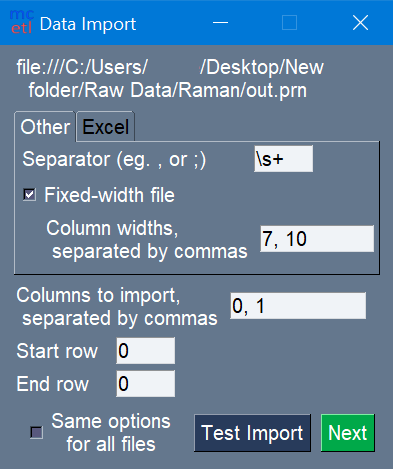 mc
etl
Data Import
file:///C:/Users/ /Desktop/New
folder/Raw Data/Raman/out.prn
Other Excel
Separator (eg. , or ;) \s+
Fixed-width file
Column widths,
separated by commas 7, 10
Columns to import,
separated by commas 0, 1
Start row 0
End row 0
Same options
for all files
Test Import Next